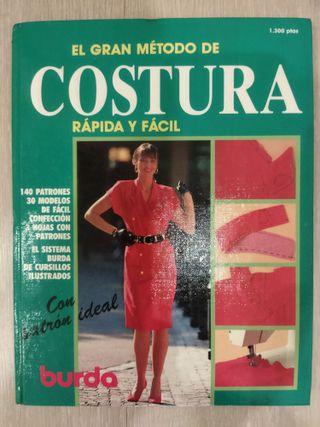 1.300 ptas
EL GRAN MÉTODO DE
COSTURA
RÁPIDA Y FÁCIL
140 PATRONES
30 MODELOS
DE FÁCIL
CONFECCIÓN
4 HOJAS CON
PATRONES
EL SISTEMA
BURDA
DE CURSILLOS
ILUSTRADOS
Con
patrón ideal
burda